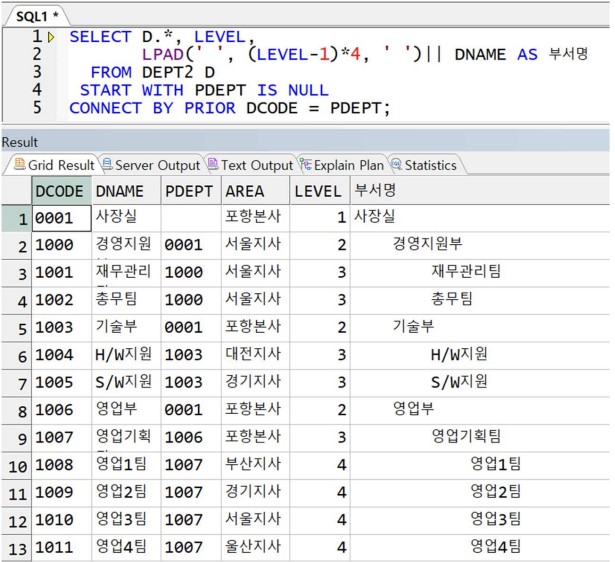 SQL1 *
1 SELECT D.*, LEVEL,
2 LPAD(' ', (LEVEL-1)*4, ' ')|| DNAME AS 부서명
3 FROM DEPT2 D
4 START WITH PDEPT IS NULL
5 CONNECT BY PRIOR DCODE = PDEPT;
Result
Grid Result Server Output Text Output Explain Plan Statistics
DCODE DNAME PDEPT AREA LEVEL 부서명
1 0001 사장실 포항본사 1 사장실
2 1000 경영지원 0001 서울지사 2 경영지원부
3 1001 재무관리 1000 서울지사 3 재무관리팀
4 1002 총무팀 1000 서울지사 3 총무팀
5 1003 기술부 0001 포항본사 2 기술부
6 1004 H/W지원 1003 대전지사 3 H/W지원
7 1005 S/W지원 1003 경기지사 3 S/W지원
8 1006 영업부 0001 포항본사 2 영업부
9 1007 영업기획 1006 포항본사 3 영업기획팀
10 1008 영업1팀 1007 부산지사 4 영업1팀
11 1009 영업2팀 1007 경기지사 4 영업2팀
12 1010 영업3팀 1007 서울지사 4 영업3팀
13 1011 영업4팀 1007 울산지사 4 영업4팀